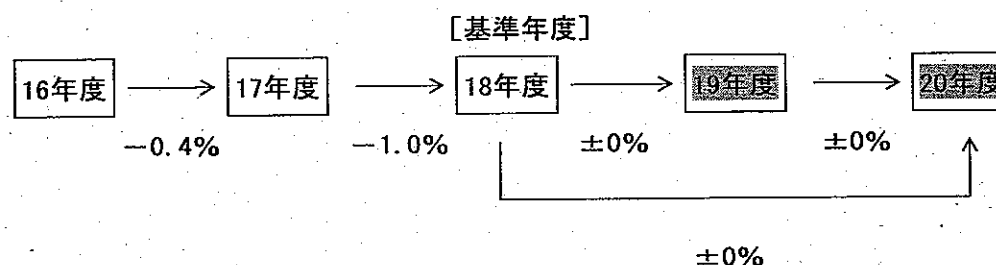 [基準年度]
16年度 17年度 18年度 19年度 20年度
−0.4% −1.0% ±0% ±0%
±0%